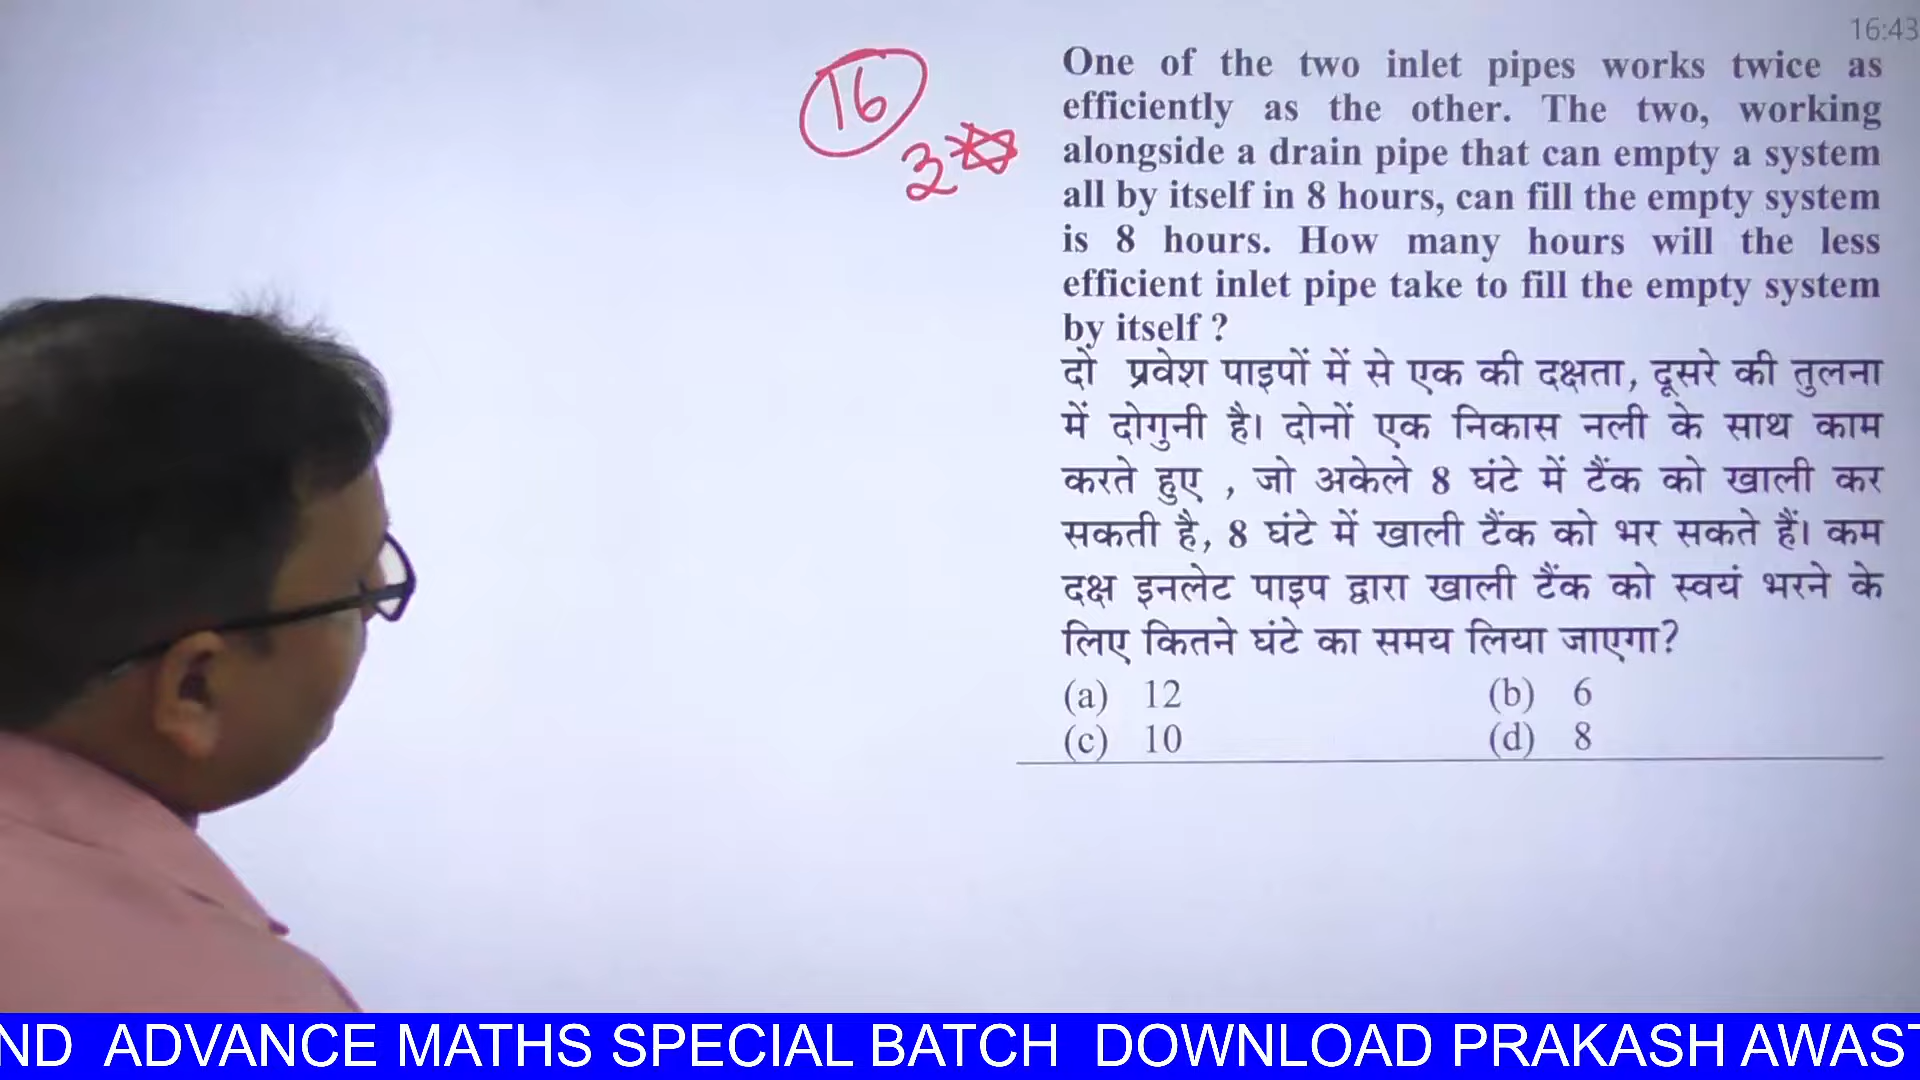 16:43
16
3
One of the two inlet pipes works twice as
efficiently as the other. The two, working
alongside a drain pipe that can empty a system
all by itself in 8 hours, can fill the empty system
is 8 hours. How many hours will the less
efficient inlet pipe take to fill the empty system
by itself ?
दो प्रवेश पाइपों में से एक की दक्षता, दूसरे की तुलना
में दोगुनी है। दोनों एक निकास नली के साथ काम
करते हुए , जो अकेले 8 घंटे में टैंक को खाली कर
सकती है, 8 घंटे में खाली टैंक को भर सकते हैं। कम
दक्ष इनलेट पाइप द्वारा खाली टैंक को स्वयं भरने के
लिए कितने घंटे का समय लिया जाएगा?
(a) 12 (b) 6
(c) 10 (d) 8
ND ADVANCE MATHS SPECIAL BATCH DOWNLOAD PRAKASH AWAST